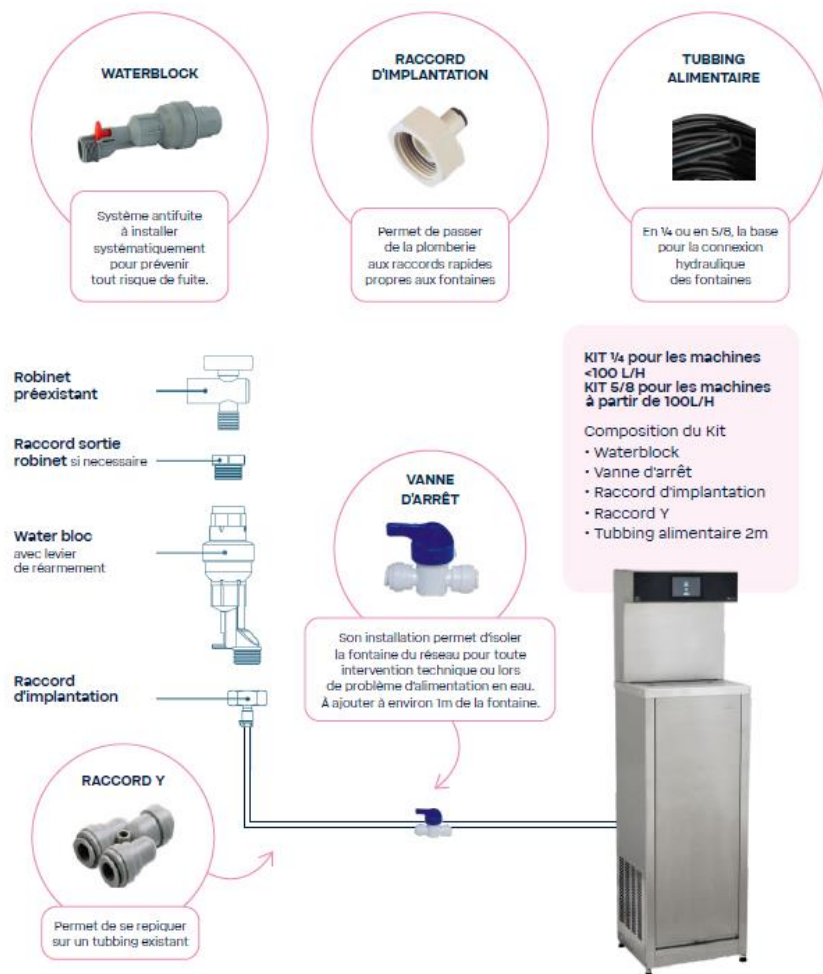 WATERBLOCK
Système antifuite
à installer
systématiquement
pour prévenir
tout risque de fuite.
RACCORD
D'IMPLANTATION
Permet de passer
de la plomberie
aux raccords rapides
propres aux fontaines
TUBBING
ALIMENTAIRE
En ¼ ou en 5/8, la base
pour la connexion
hydraulique
des fontaines
Robinet
préexistant
Raccord sortie
robinet si necessaire
Water bloc
avec levier
de réarmement
Raccord
d'implantation
VANNE
D'ARRÊT
Son installation permet d'isoler
la fontaine du réseau pour toute
intervention technique ou lors
de problème d'alimentation en eau.
À ajouter à environ 1m de la fontaine.
KIT ¼ pour les machines
<100 L/H
KIT 5/8 pour les machines
à partir de 100L/H
Composition du Kit
• Waterblock
• Vanne d'arrêt
• Raccord d'implantation
• Raccord Y
• Tubbing alimentaire 2m
RACCORD Y
Permet de se repiquer
sur un tubbing existant